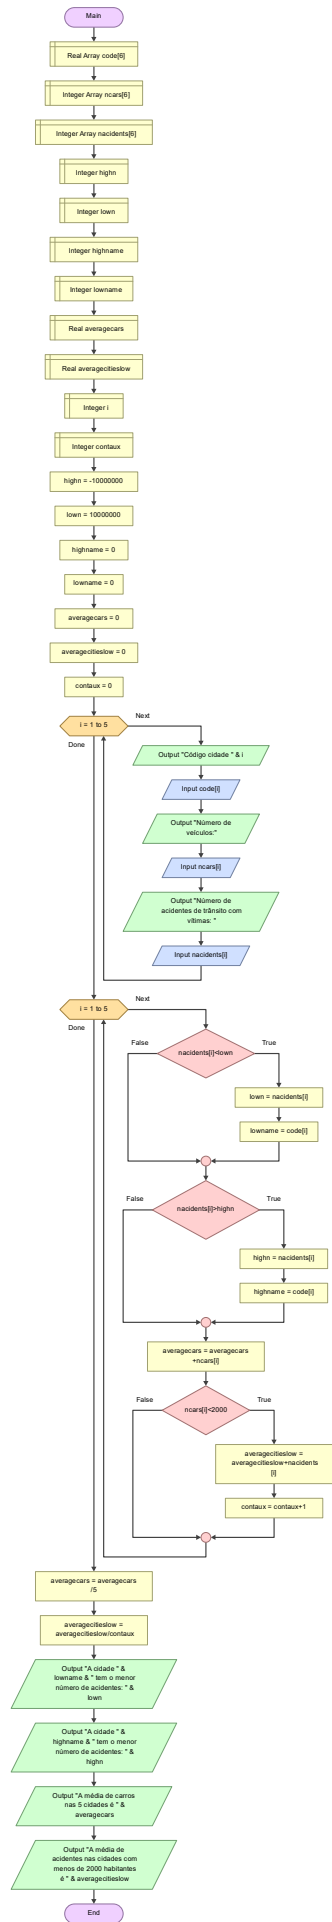 Main
Real Array code[6]
Integer Array ncars[6]
Integer Array nacidents[6]
Integer highn
Integer lown
Integer highname
Integer lowname
Real averagecars
Real averagecitieslow
Integer i
Integer contaux
highn = -10000000
lown = 10000000
highname = 0
lowname = 0
averagecars = 0
averagecitieslow = 0
contaux = 0
i = 1 to 5
Next
Done
Output "Código cidade " & i
Input code[i]
Output "Número de
veículos:"
Input ncars[i]
Output "Número de
acidentes de trânsito com
vítimas: "
Input nacidents[i]
i = 1 to 5
Next
Done
nacidents[i]<lown
False
True
lown = nacidents[i]
lowname = code[i]
nacidents[i]>highn
False
True
highn = nacidents[i]
highname = code[i]
averagecars = averagecars
+ncars[i]
ncars[i]<2000
False
True
averagecitieslow =
averagecitieslow+nacidents
[i]
contaux = contaux+1
averagecars = averagecars
/5
averagecitieslow =
averagecitieslow/contaux
Output "A cidade " &
lowname & " tem o menor
número de acidentes: " &
lown
Output "A cidade " &
highname & " tem o menor
número de acidentes: " &
highn
Output "A média de carros
nas 5 cidades é " &
averagecars
Output "A média de
acidentes nas cidades com
menos de 2000 habitantes
é " & averagecitieslow
End